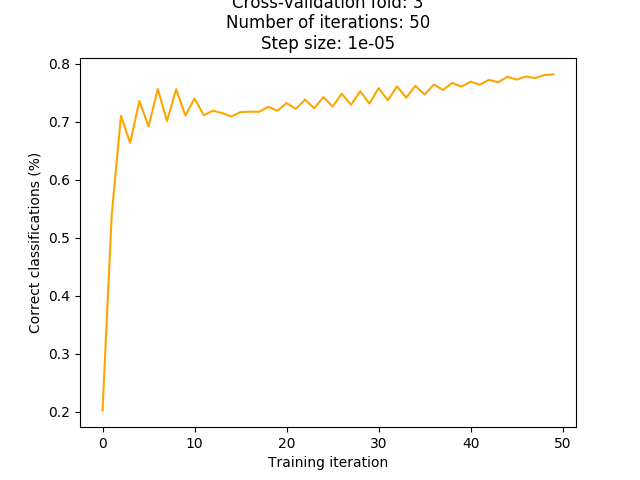 Cross-validation fold: 3
Number of iterations: 50
Step size: 1e-05
0.8
0.7
0.6
0.5
0.4
0.3
0.2
Correct classifications (%)
0 10 20 30 40 50
Training iteration